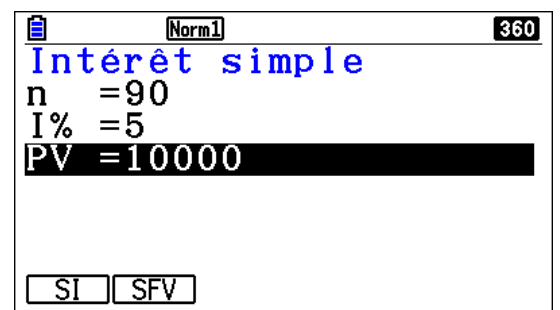 Norm1 360
Intérêt simple
n =90
I% =5
PV =10000
SI SFV